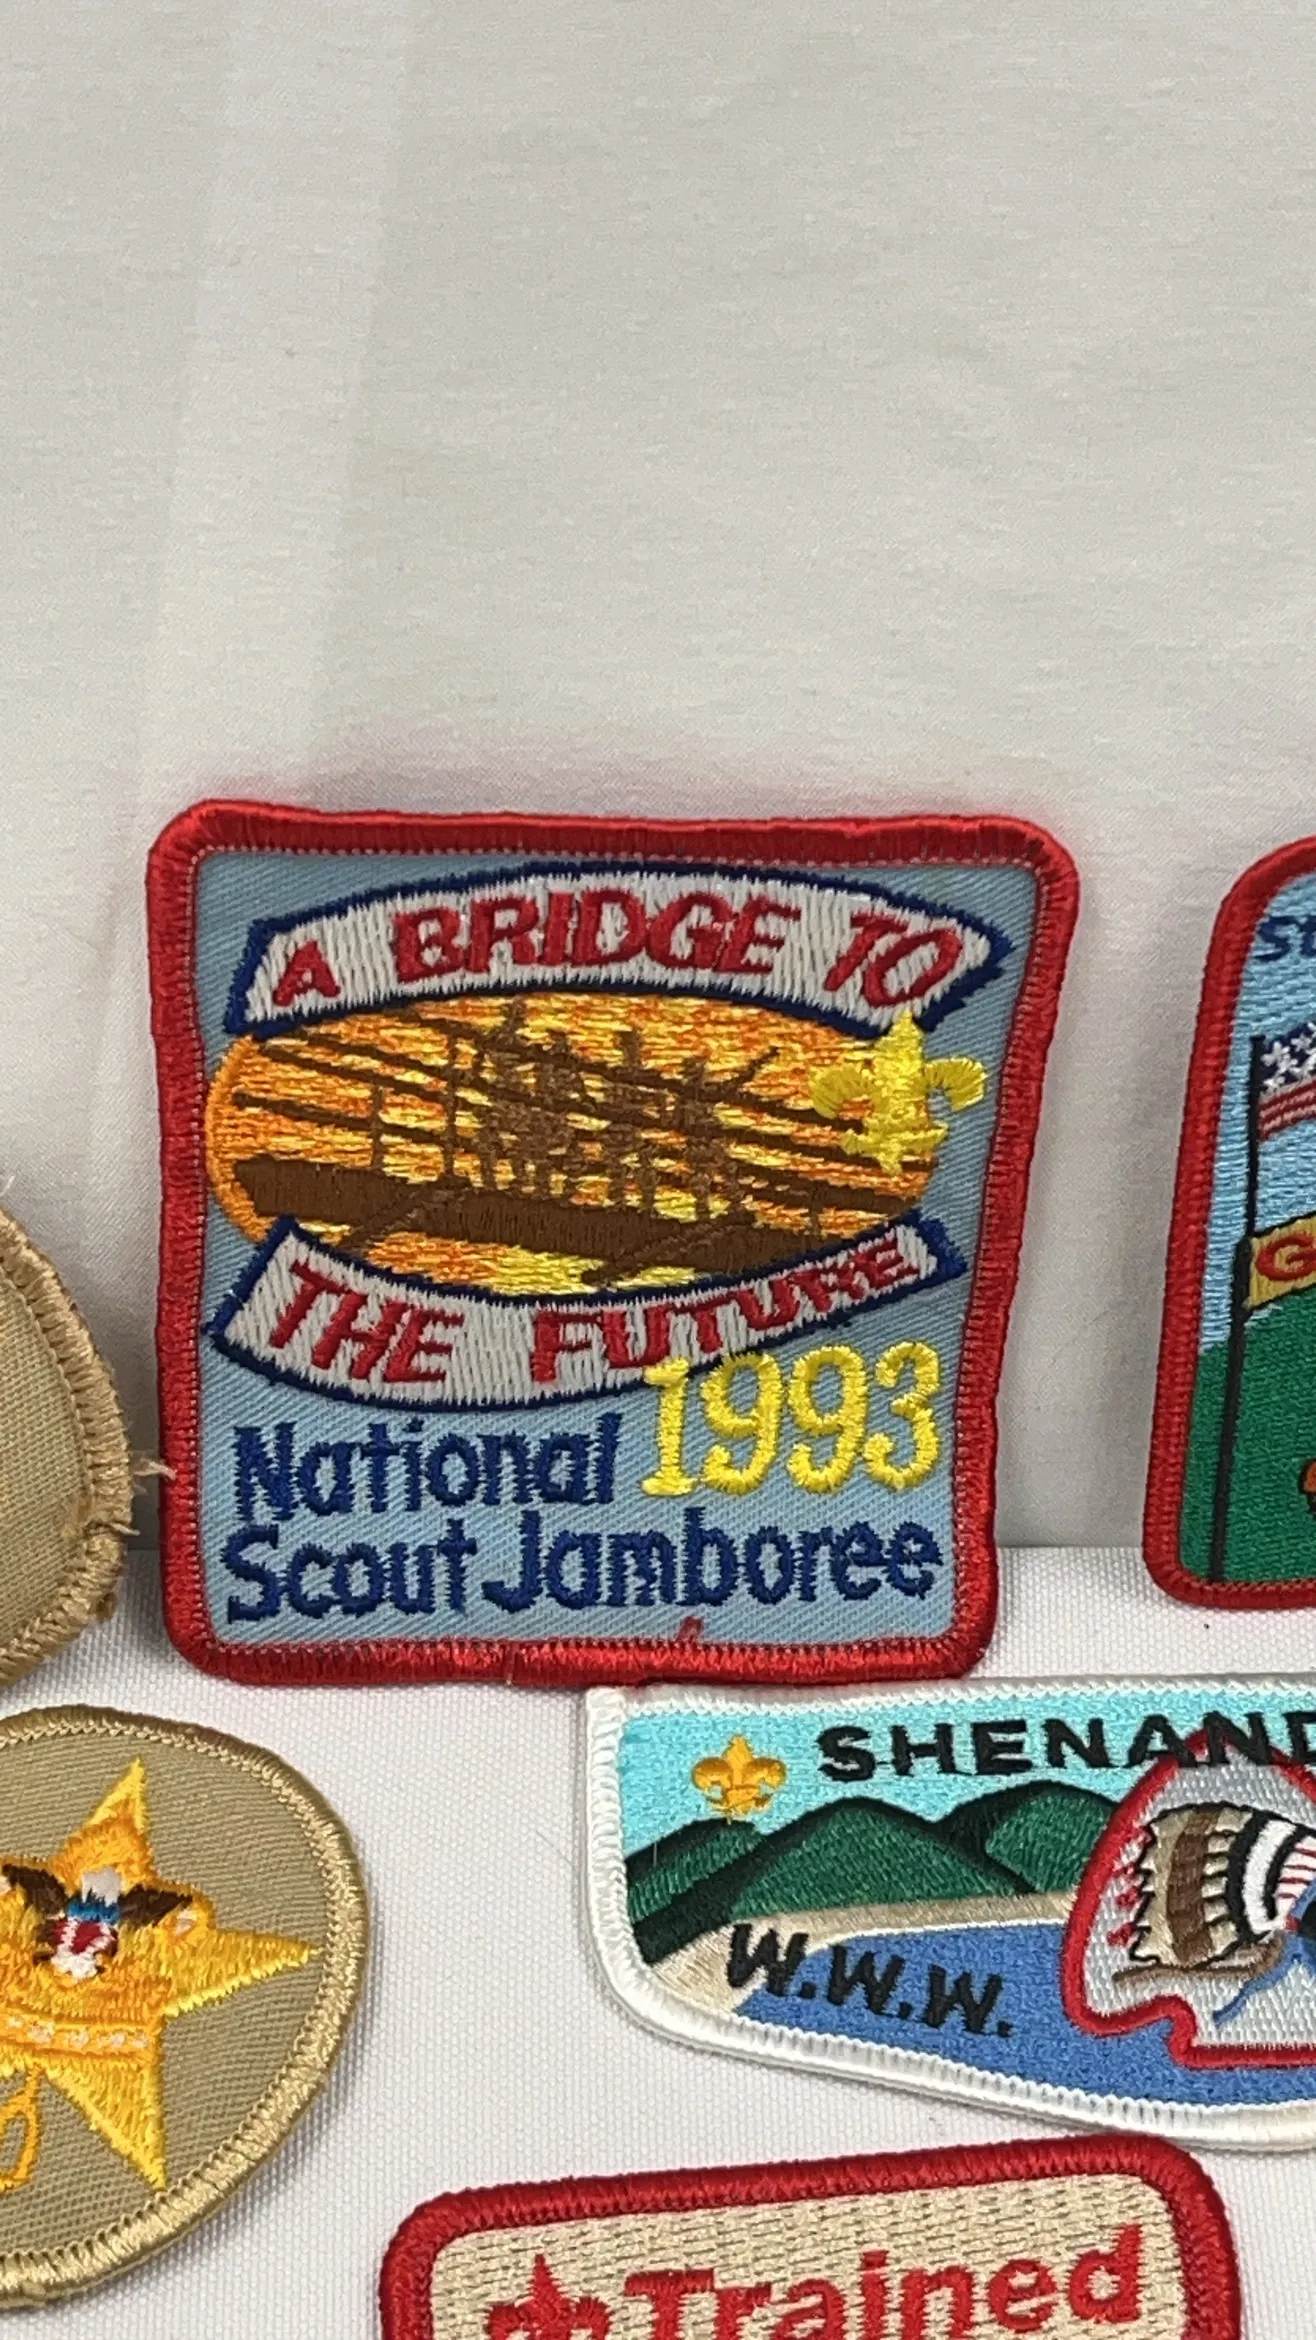 A BRIDGE TO
THE FUTURE
1993
National
Scout Jamboree
SHENAND
W.W.W.
Trained